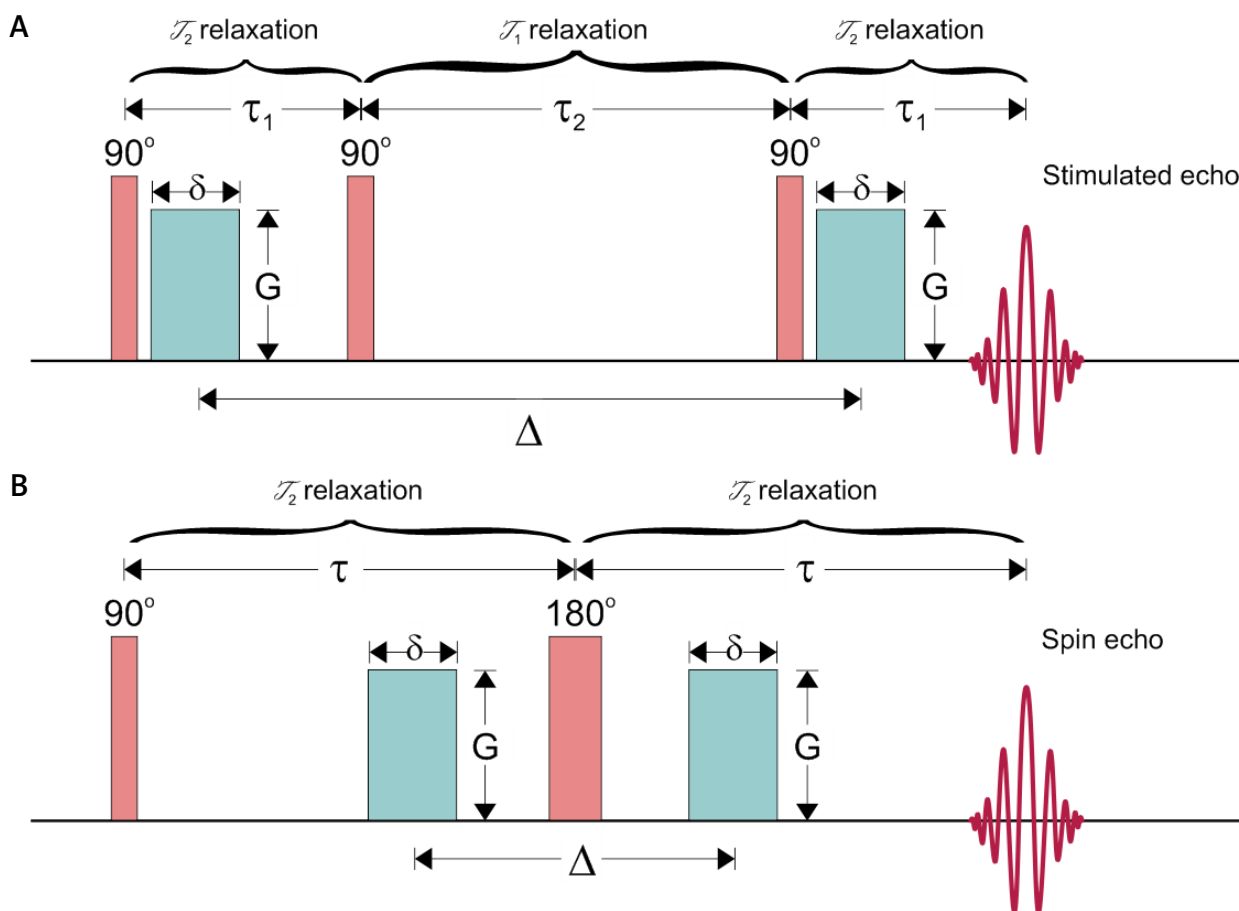 A
𝒯₂ relaxation 𝒯₁ relaxation 𝒯₂ relaxation
τ₁ τ₂ τ₁
90° 90° 90°
δ δ
Stimulated echo
G G
Δ
B
𝒯₂ relaxation 𝒯₂ relaxation
τ τ
90° 180°
δ δ
Spin echo
G G
Δ